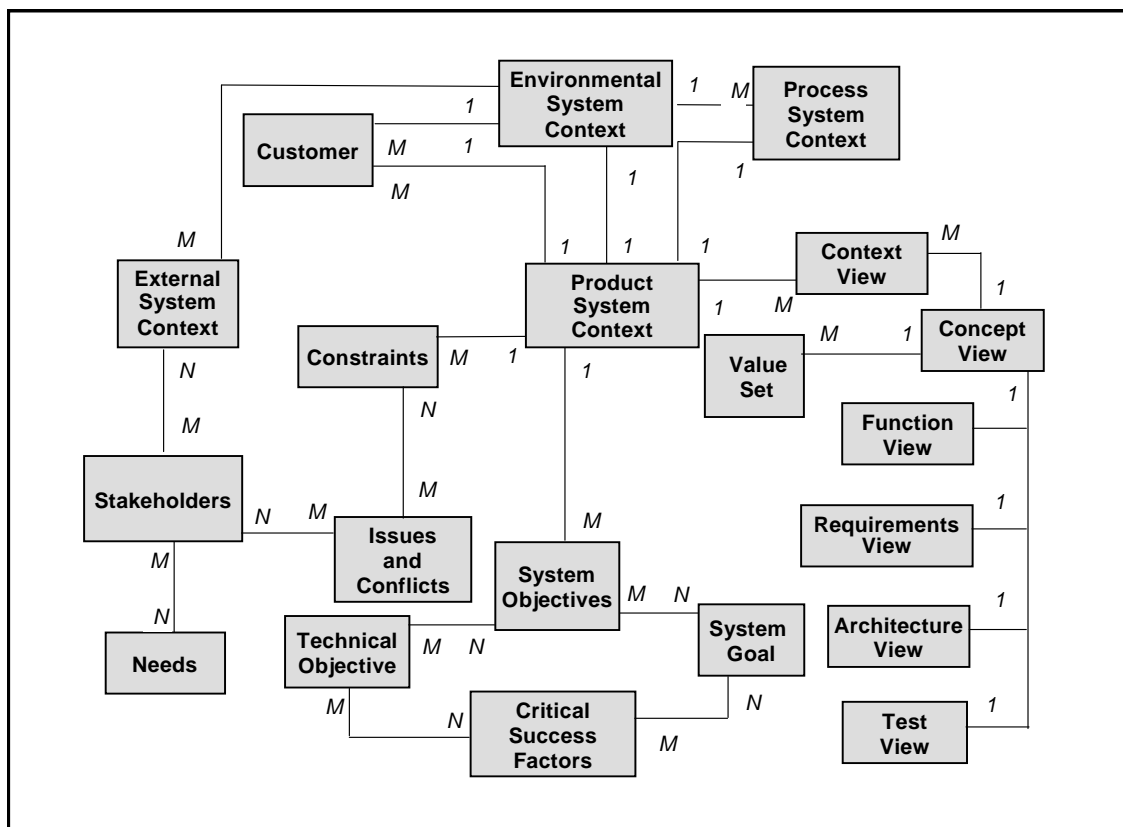 Environmental
System
Context
1
M
Process
System
Context
Customer
1
M
1
M
1
1
M
1
1
1
External
System
Context
Product
System
Context
1
M
Context
View
M
1
Constraints
N
M
1
1
Value
Set
M
1
Concept
View
N
M
1
Function
View
Stakeholders
N
M
M
Issues
and
Conflicts
M
System
Objectives
1
Requirements
View
M
N
Needs
Technical
Objective
M
N
M
N
System
Goal
1
Architecture
View
M
N
Critical
Success
Factors
M
N
1
Test
View